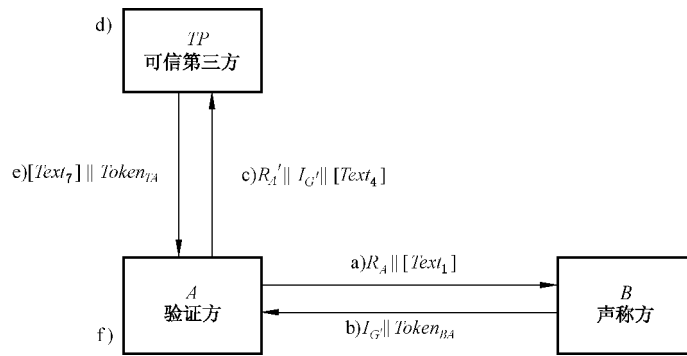 d)
TP
可信第三方
e)[Text₇] || Token_TA
c)R_A′ || I_G′ || [Text₄]
a)R_A || [Text₁]
A
验证方
B
声称方
f)
b)I_G′ || Token_BA